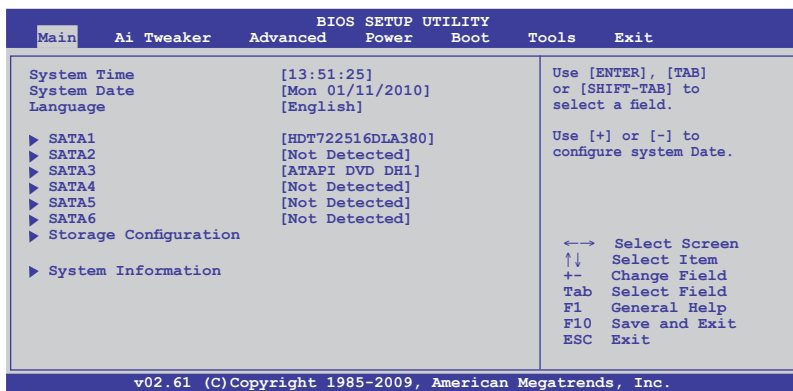 BIOS SETUP UTILITY
Main Ai Tweaker Advanced Power Boot Tools Exit
System Time [13:51:25]
System Date [Mon 01/11/2010]
Language [English]
▶ SATA1 [HDT722516DLA380]
▶ SATA2 [Not Detected]
▶ SATA3 [ATAPI DVD DH1]
▶ SATA4 [Not Detected]
▶ SATA5 [Not Detected]
▶ SATA6 [Not Detected]
▶ Storage Configuration
▶ System Information
Use [ENTER], [TAB]
or [SHIFT-TAB] to
select a field.
Use [+] or [-] to
configure system Date.
←→ Select Screen
↑↓ Select Item
+- Change Field
Tab Select Field
F1 General Help
F10 Save and Exit
ESC Exit
v02.61 (C)Copyright 1985-2009, American Megatrends, Inc.